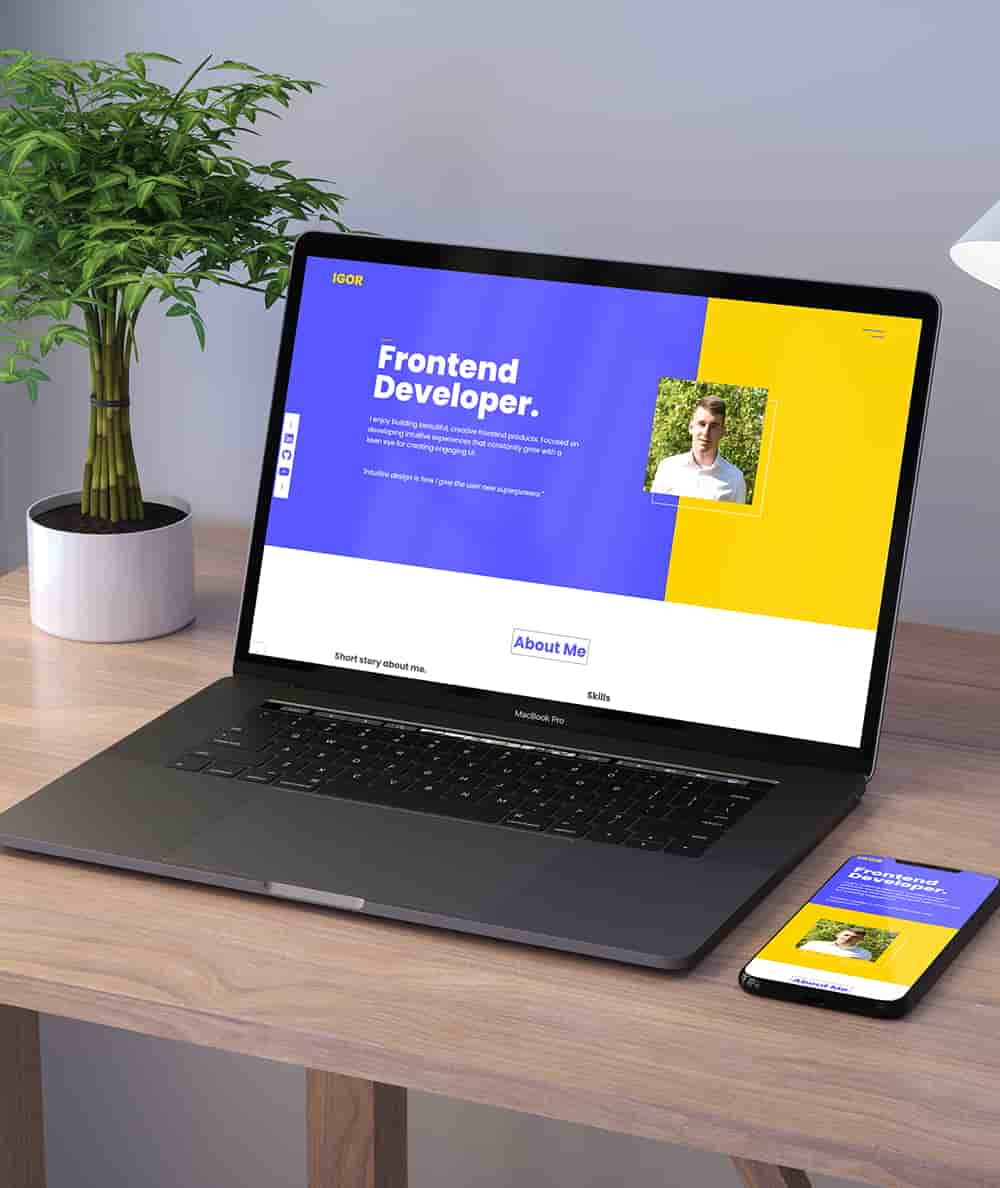 IGOR
Frontend
Developer.
I enjoy building beautiful, creative frontend products. Focused on
developing intuitive experiences that constantly grow with a
keen eye for creating engaging UI.
"Intuitive design is how I give the user new superpowers."
About Me
Short story about me.
Skills
MacBook Pro
IGOR
Frontend
Developer.
About Me